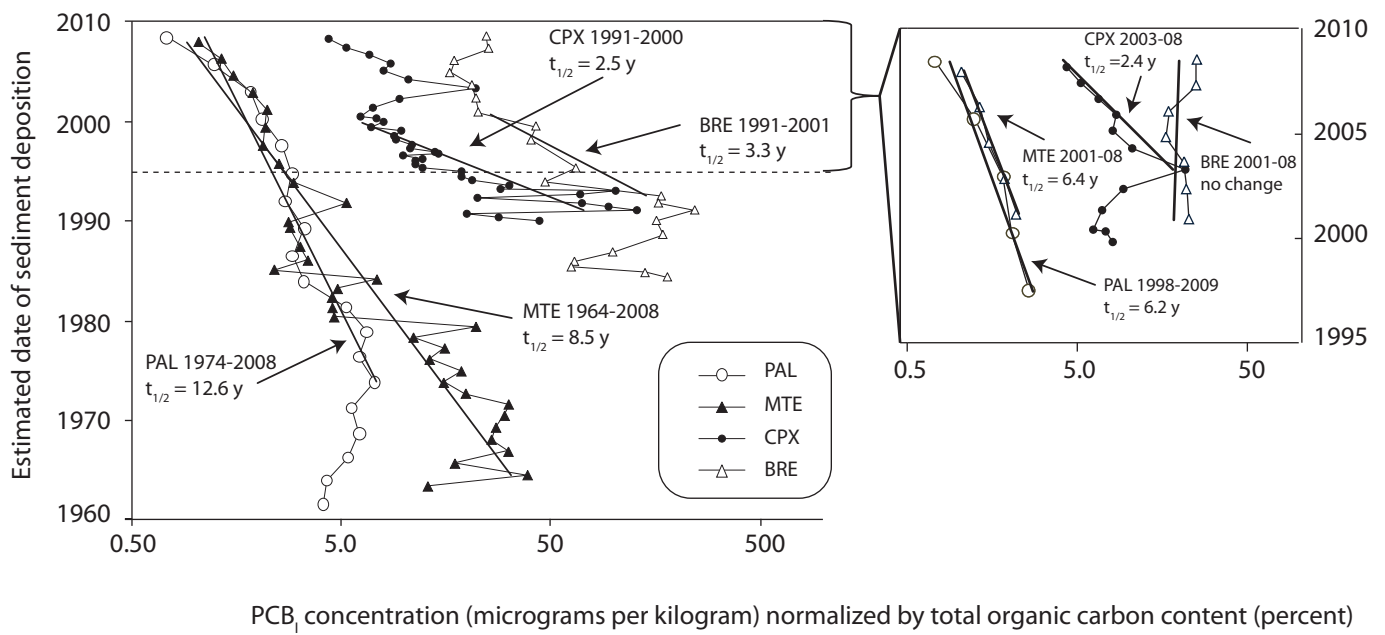 Estimated date of sediment deposition
2010
2000
1990
1980
1970
1960
0.50
5.0
50
500
CPX 1991-2000
t1/2 = 2.5 y
BRE 1991-2001
t1/2 = 3.3 y
MTE 1964-2008
t1/2 = 8.5 y
PAL 1974-2008
t1/2 = 12.6 y
PAL
MTE
CPX
BRE
CPX 2003-08
t1/2 = 2.4 y
MTE 2001-08
t1/2 = 6.4 y
BRE 2001-08
no change
PAL 1998-2009
t1/2 = 6.2 y
2010
2005
2000
1995
0.5
5.0
50
PCBl concentration (micrograms per kilogram) normalized by total organic carbon content (percent)